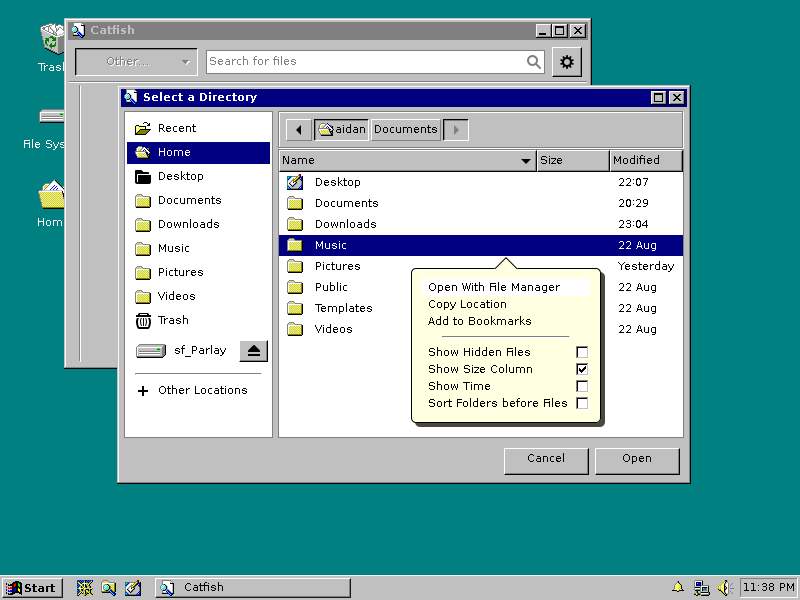 Catfish
Trash
Other...
Search for files
Select a Directory
File Sys
Hom
Recent
Home
Desktop
Documents
Downloads
Music
Pictures
Videos
Trash
sf_Parlay
Other Locations
aidan
Documents
Name Size Modified
Desktop 22:07
Documents 20:29
Downloads 23:04
Music 22 Aug
Pictures Yesterday
Public 22 Aug
Templates 22 Aug
Videos 22 Aug
Open With File Manager
Copy Location
Add to Bookmarks
Show Hidden Files
Show Size Column
Show Time
Sort Folders before Files
Cancel Open
Start
Catfish
11:38 PM